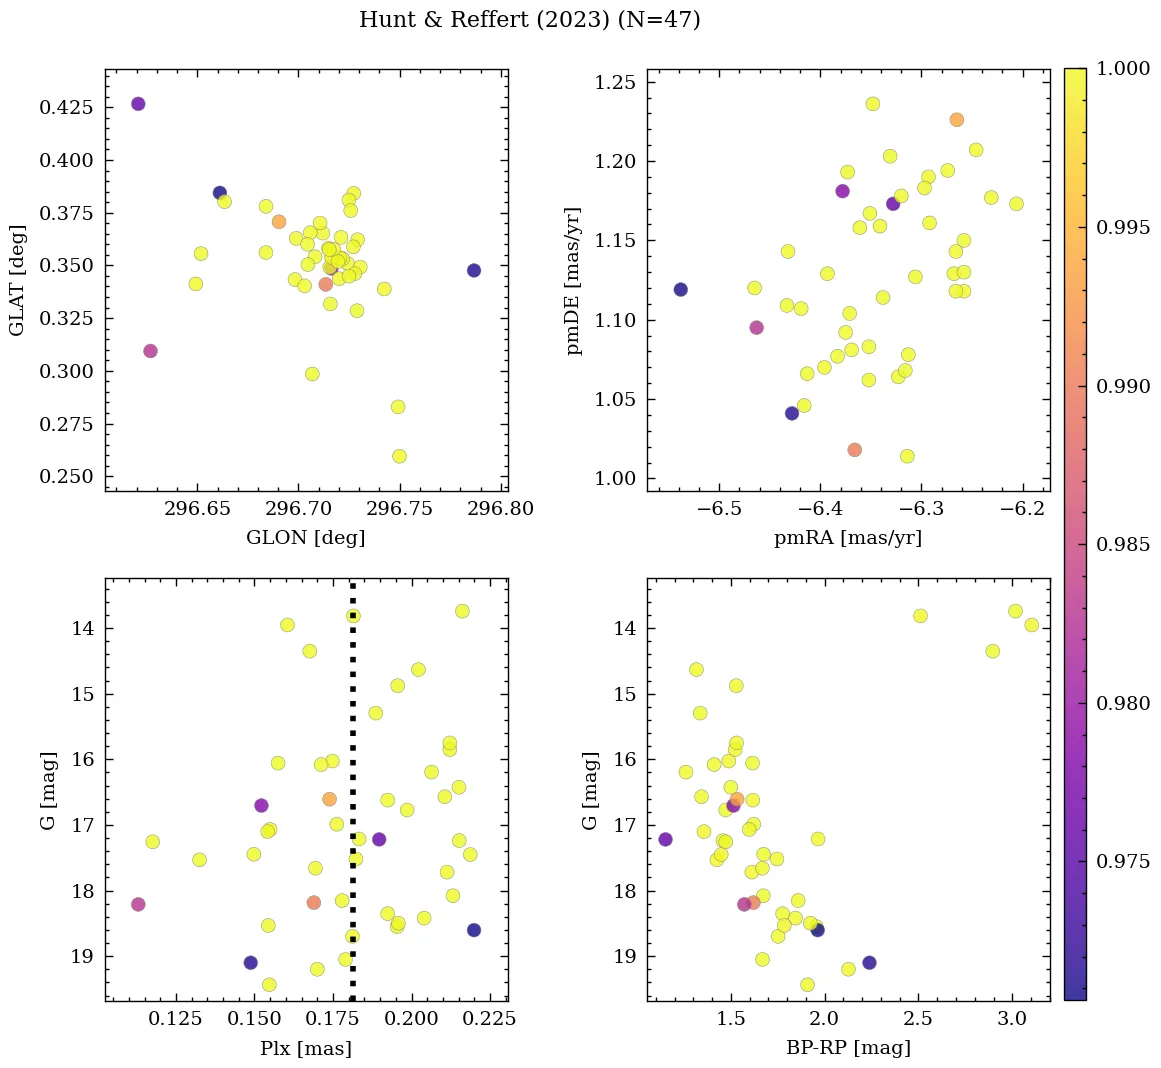 Hunt & Reffert (2023) (N=47)
0.425
0.400
0.375
0.350
0.325
0.300
0.275
0.250
GLAT [deg]
296.65 296.70 296.75 296.80
GLON [deg]
1.25
1.20
1.15
1.10
1.05
1.00
pmDE [mas/yr]
−6.5 −6.4 −6.3 −6.2
pmRA [mas/yr]
1.000
0.995
0.990
0.985
0.980
0.975
14
15
16
17
18
19
G [mag]
0.125 0.150 0.175 0.200 0.225
Plx [mas]
14
15
16
17
18
19
G [mag]
1.5 2.0 2.5 3.0
BP-RP [mag]